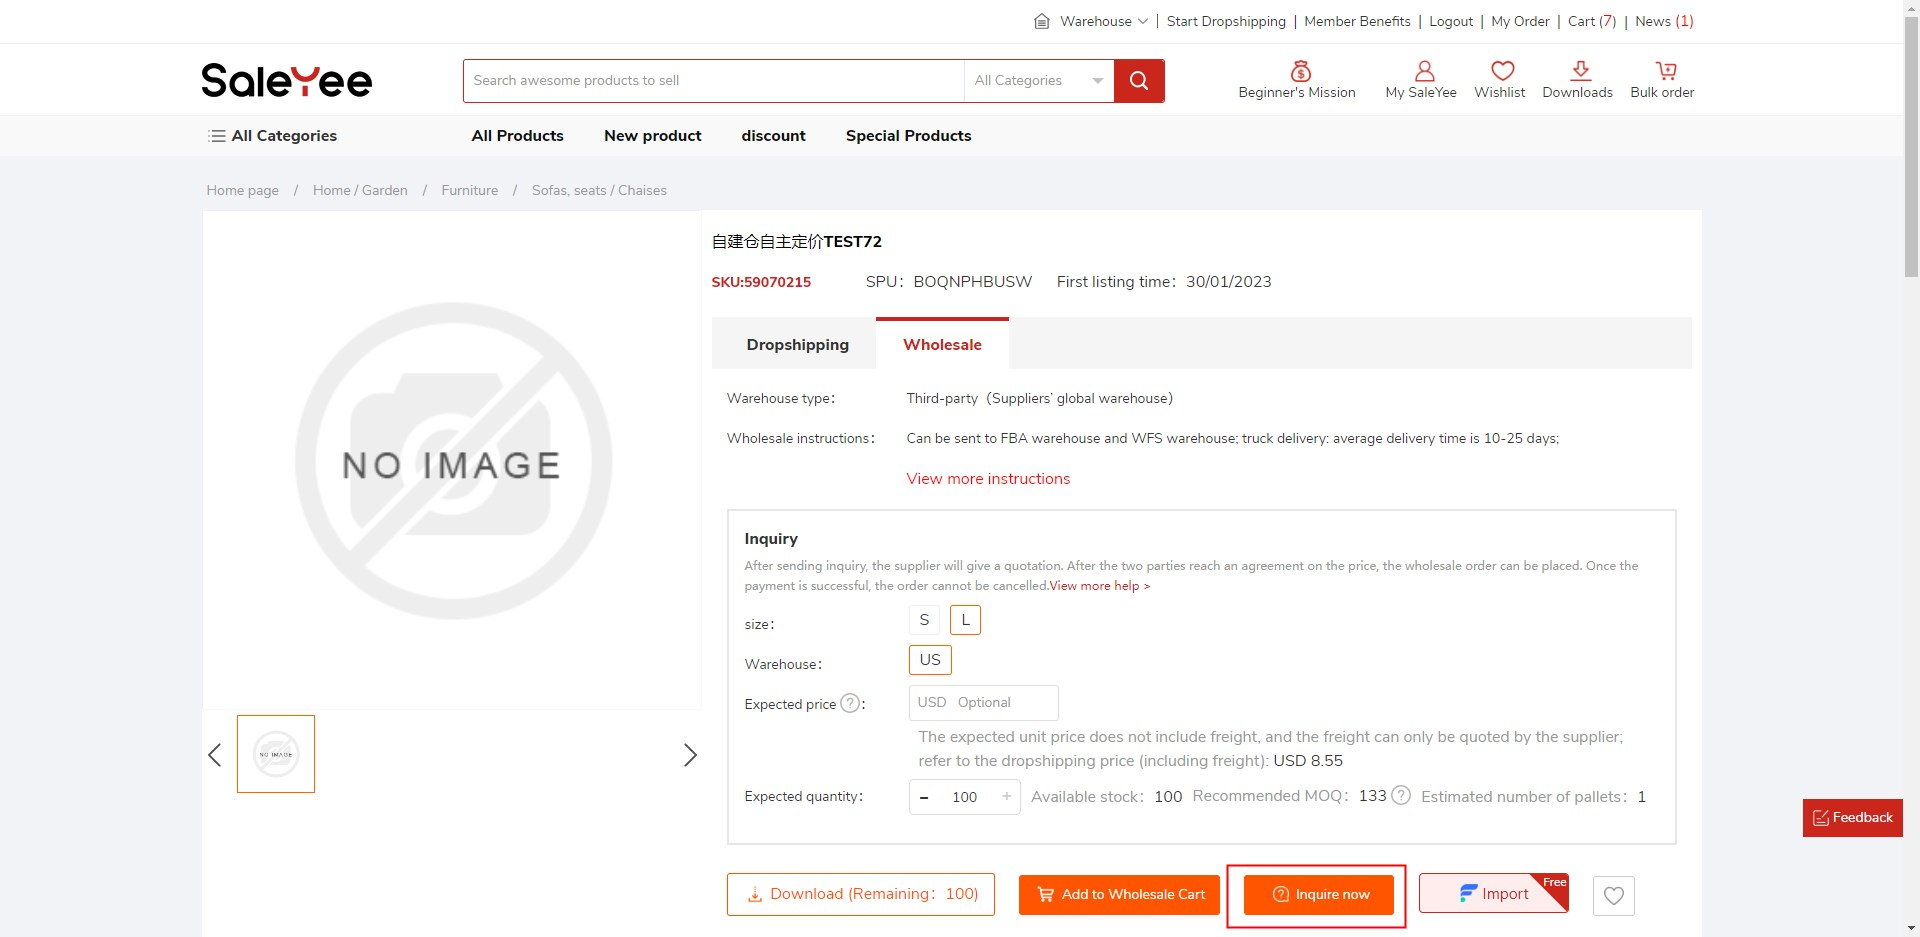 Warehouse | Start Dropshipping | Member Benefits | Logout | My Order | Cart (7) | News (1)
SaleYee
Search awesome products to sell
All Categories
Beginner's Mission
My SaleYee
Wishlist
Downloads
Bulk order
All Categories
All Products
New product
discount
Special Products
Home page / Home / Garden / Furniture / Sofas, seats / Chaises
NO IMAGE
NO IMAGE
自建仓自主定价TEST72
SKU:59070215 SPU：BOQNPHBUSW First listing time：30/01/2023
Dropshipping
Wholesale
Warehouse type： Third-party（Suppliers' global warehouse）
Wholesale instructions： Can be sent to FBA warehouse and WFS warehouse; truck delivery: average delivery time is 10-25 days;
View more instructions
Inquiry
After sending inquiry, the supplier will give a quotation. After the two parties reach an agreement on the price, the wholesale order can be placed. Once the
payment is successful, the order cannot be cancelled.View more help >
size： S L
Warehouse： US
Expected price ?： USD Optional
The expected unit price does not include freight, and the freight can only be quoted by the supplier;
refer to the dropshipping price (including freight): USD 8.55
Expected quantity： - 100 + Available stock：100 Recommended MOQ：133 ? Estimated number of pallets：1
Download (Remaining：100)
Add to Wholesale Cart
? Inquire now
Import
Free
Feedback